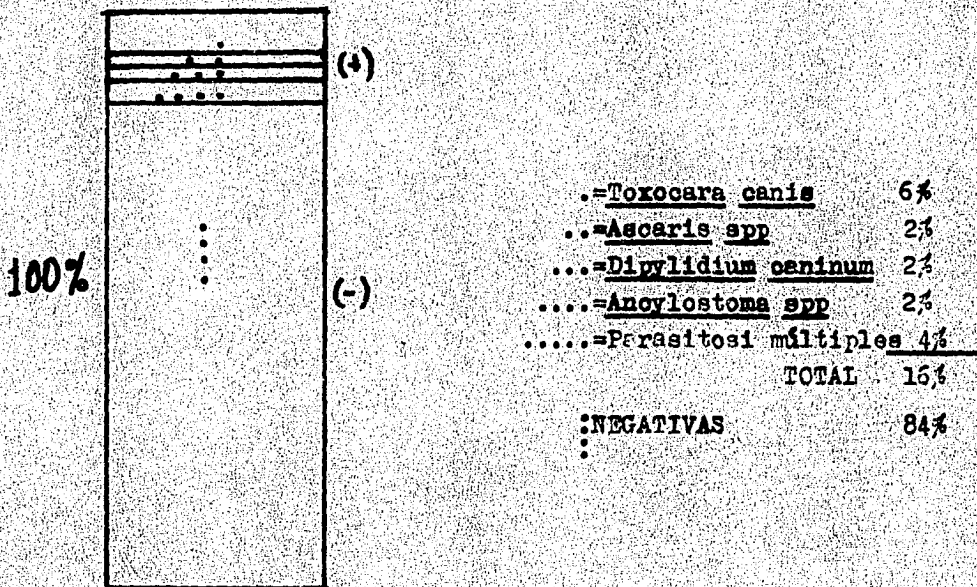 (+)
100%
(-)
.=Toxocara canis 6%
..=Ascaris spp 2%
...=Dipylidium caninum 2%
....=Ancylostoma spp 2%
.....=Parasitosi múltiples 4%
TOTAL 16%
NEGATIVAS 84%